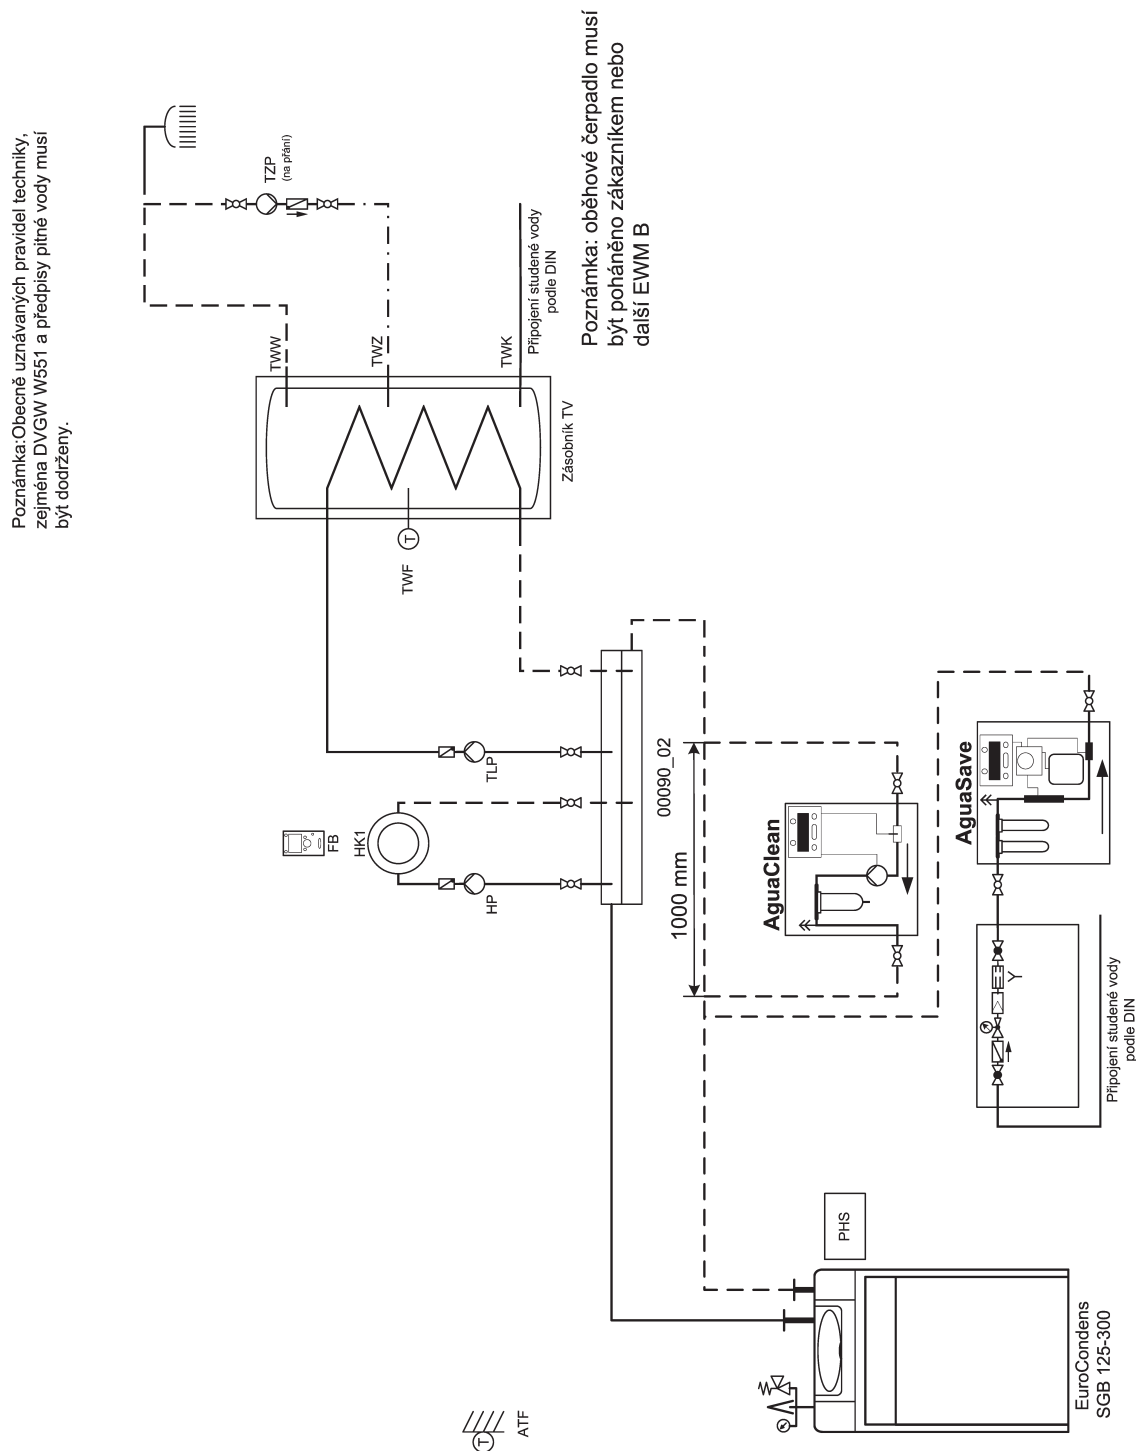 Poznámka:Obecně uznávaných pravidel techniky,
zejména DVGW W551 a předpisy pitné vody musí
být dodrženy.
TZP
(na přání)
Poznámka: oběhové čerpadlo musí
být poháněno zákazníkem nebo
další EWM B
TWW
TWZ
TWK
Připojení studené vody
podle DIN
Zásobník TV
T
TWF
TLP
FB
HK1
HP
00090_02
1000 mm
AguaClean
AguaSave
Y
Připojení studené vody
podle DIN
PHS
EuroCondens
SGB 125-300
T
ATF